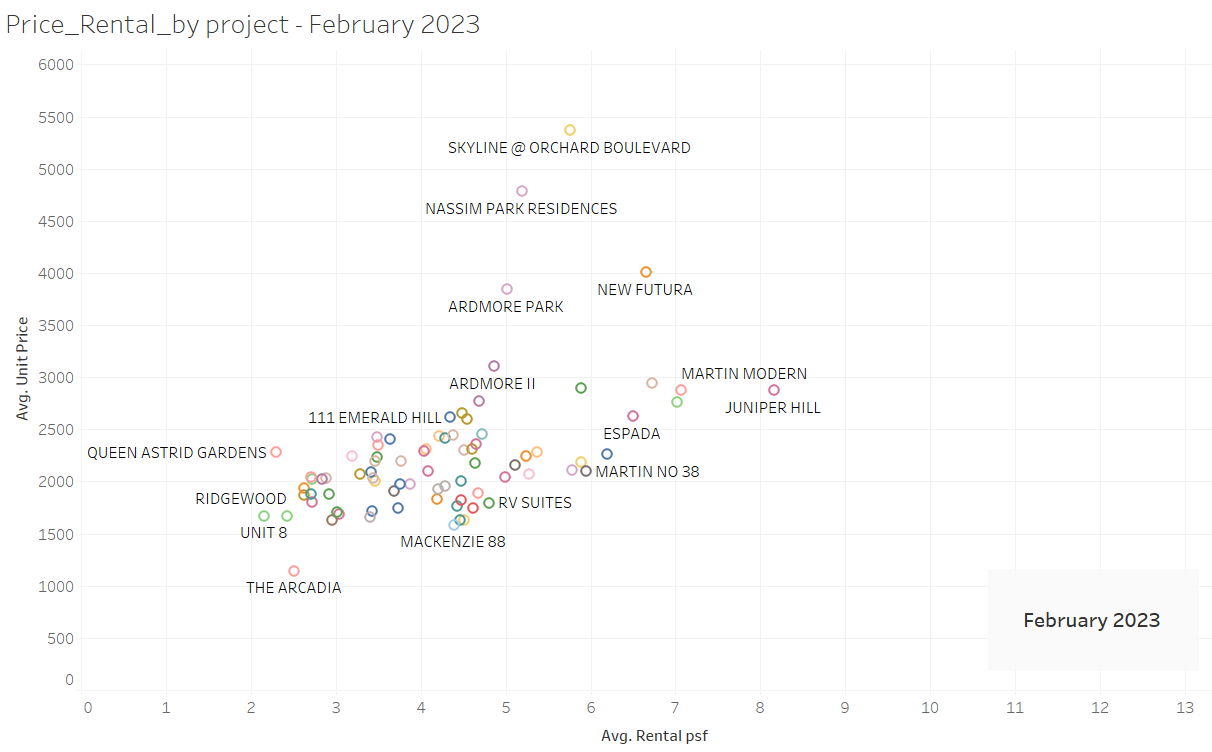 Price_Rental_by project - February 2023
6000
5500
5000
4500
4000
3500
3000
2500
2000
1500
1000
500
0
Avg. Unit Price
SKYLINE @ ORCHARD BOULEVARD
NASSIM PARK RESIDENCES
NEW FUTURA
ARDMORE PARK
MARTIN MODERN
ARDMORE II
JUNIPER HILL
111 EMERALD HILL
ESPADA
QUEEN ASTRID GARDENS
MARTIN NO 38
RIDGEWOOD
RV SUITES
UNIT 8
MACKENZIE 88
THE ARCADIA
February 2023
0 1 2 3 4 5 6 7 8 9 10 11 12 13
Avg. Rental psf